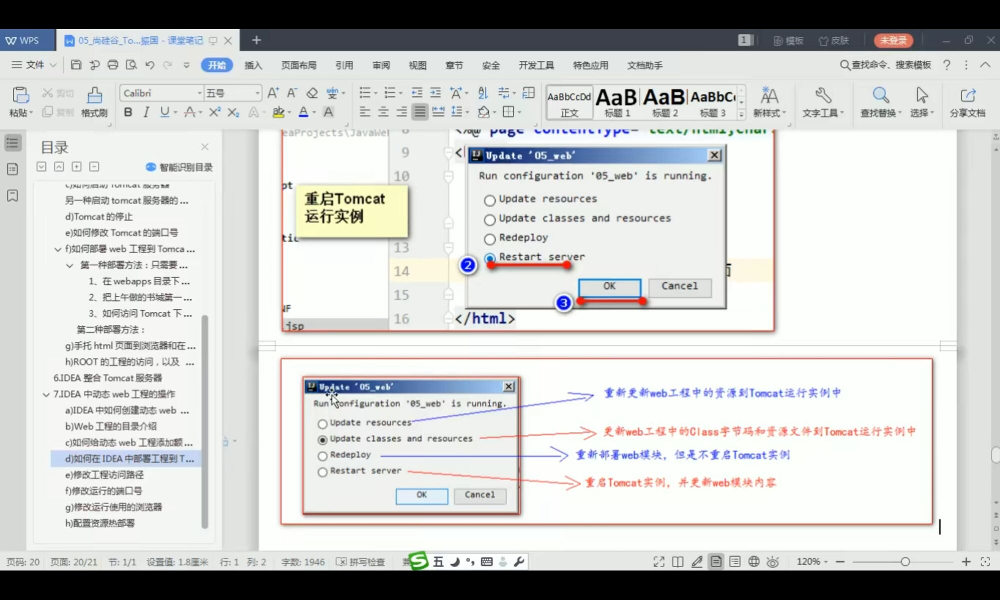 WPS
05_尚硅谷_To...振国 - 课堂笔记
1
模板
皮肤
未登录
文件
开始
插入
页面布局
引用
审阅
视图
章节
安全
开发工具
特色应用
文档助手
查找命令、搜索模板
粘贴
剪切
复制
格式刷
Calibri
五号
AaBbCcDd
正文
AaB
标题 1
AaB
标题 2
AaBbC
标题 3
新样式
文字工具
查找替换
选择
分享文档
目录
智能识别目录
c)如何启动 Tomcat 服务器
另一种启动 tomcat 服务器的 ...
d)Tomcat 的停止
e)如何修改 Tomcat 的端口号
f)如何部署 web 工程到 Tomca ...
第一种部署方法：只需要 ...
1、在 webapps 目录下 ...
2、把上午做的书城第一 ...
3、如何访问 Tomcat 下 ...
第二种部署方法：
g)手托 html 页面到浏览器和在 ...
h)ROOT 的工程的访问，以及 ...
6.IDEA 整合 Tomcat 服务器
7.IDEA 中动态 web 工程的操作
a)IDEA 中如何创建动态 web ...
b)Web 工程的目录介绍
c)如何给动态 web 工程添加额 ...
d)如何在 IDEA 中部署工程到 T...
e)修改工程访问路径
f)修改运行的端口号
g)修改运行使用的浏览器
h)配置资源热部署
eaProjects\JavaWe
8
<%@ page contentType="text/html;char
9
<
10
pt
重启Tomcat
运行实例
tic
13
14
面
15
NF
16
</html>
.jsp
Update '05_web'
Run configuration '05_web' is running.
Update resources
Update classes and resources
Redeploy
Restart server
2
OK
Cancel
3
Update '05_web'
Run configuration '05_web' is running.
Update resources
Update classes and resources
Redeploy
Restart server
OK
Cancel
重新更新web工程中的资源到Tomcat运行实例中
更新web工程中的Class字节码和资源文件到Tomcat运行实例中
重新部署web模块，但是不重启Tomcat实例
重启Tomcat实例，并更新web模块内容
页码: 20
页面: 20/21
节: 1/1
设置值: 1.8厘米
行: 1
列: 2
字数: 1946
拼写检查
兼
五
120%